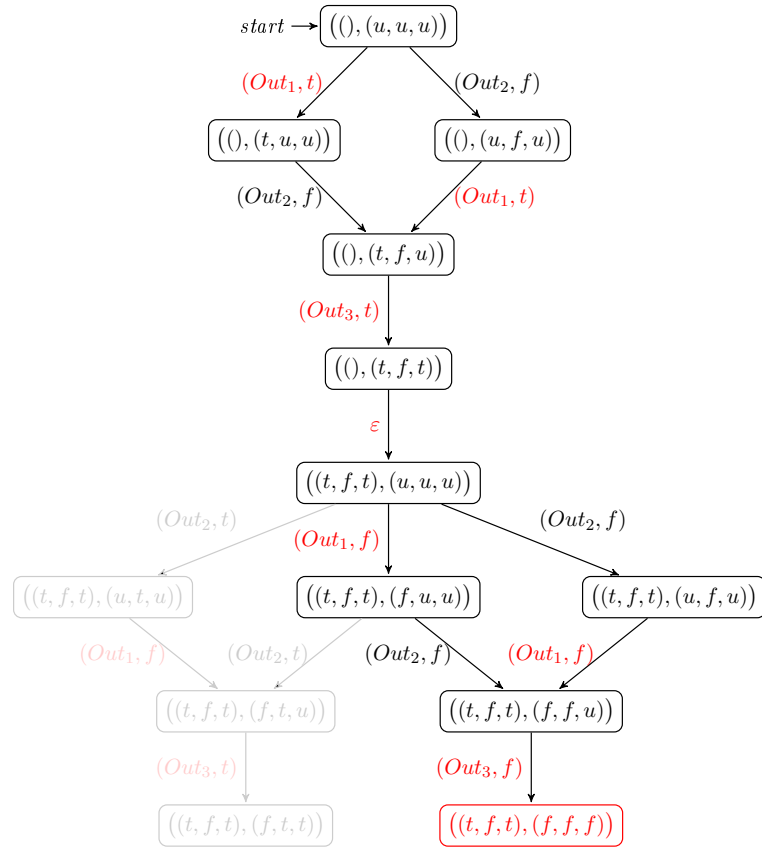 start ((), (u, u, u))
(Out₁, t) (Out₂, f)
((), (t, u, u)) ((), (u, f, u))
(Out₂, f) (Out₁, t)
((), (t, f, u))
(Out₃, t)
((), (t, f, t))
ε
((t, f, t), (u, u, u))
(Out₂, t) (Out₁, f) (Out₂, f)
((t, f, t), (u, t, u)) ((t, f, t), (f, u, u)) ((t, f, t), (u, f, u))
(Out₁, f) (Out₂, t) (Out₂, f) (Out₁, f)
((t, f, t), (f, t, u)) ((t, f, t), (f, f, u))
(Out₃, t) (Out₃, f)
((t, f, t), (f, t, t)) ((t, f, t), (f, f, f))